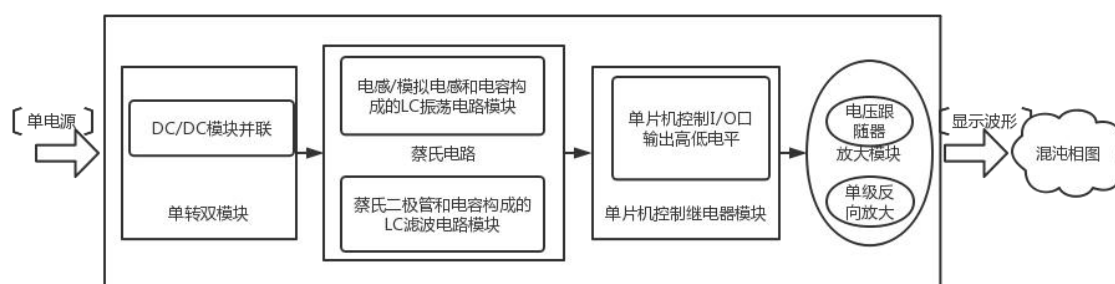 单电源
DC/DC模块并联
单转双模块
电感/模拟电感和电容构
成的LC振荡电路模块
蔡氏电路
蔡氏二极管和电容构成的
LC滤波电路模块
单片机控制I/O口
输出高低电平
单片机控制继电器模块
电压跟
随器
放大模块
单级反
向放大
显示波形
混沌相图